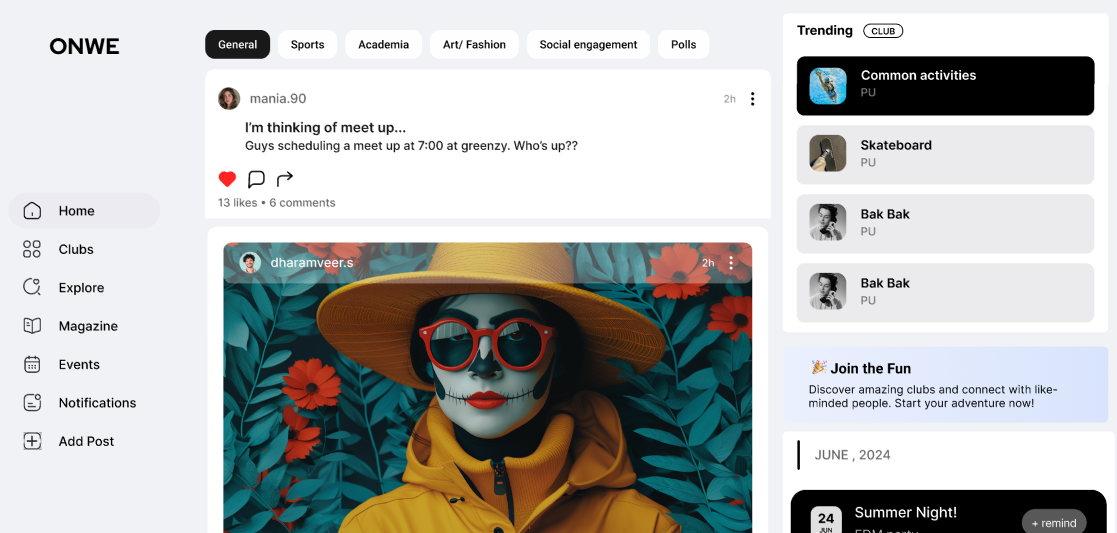 ONWE
Home
Clubs
Explore
Magazine
Events
Notifications
Add Post
General
Sports
Academia
Art/ Fashion
Social engagement
Polls
mania.90
2h
I'm thinking of meet up...
Guys scheduling a meet up at 7:00 at greenzy. Who's up??
13 likes • 6 comments
dharamveer.s
2h
Trending
CLUB
Common activities
PU
Skateboard
PU
Bak Bak
PU
Bak Bak
PU
🎉 Join the Fun
Discover amazing clubs and connect with like-
minded people. Start your adventure now!
JUNE , 2024
24
JUN
Summer Night!
EDM party
+ remind